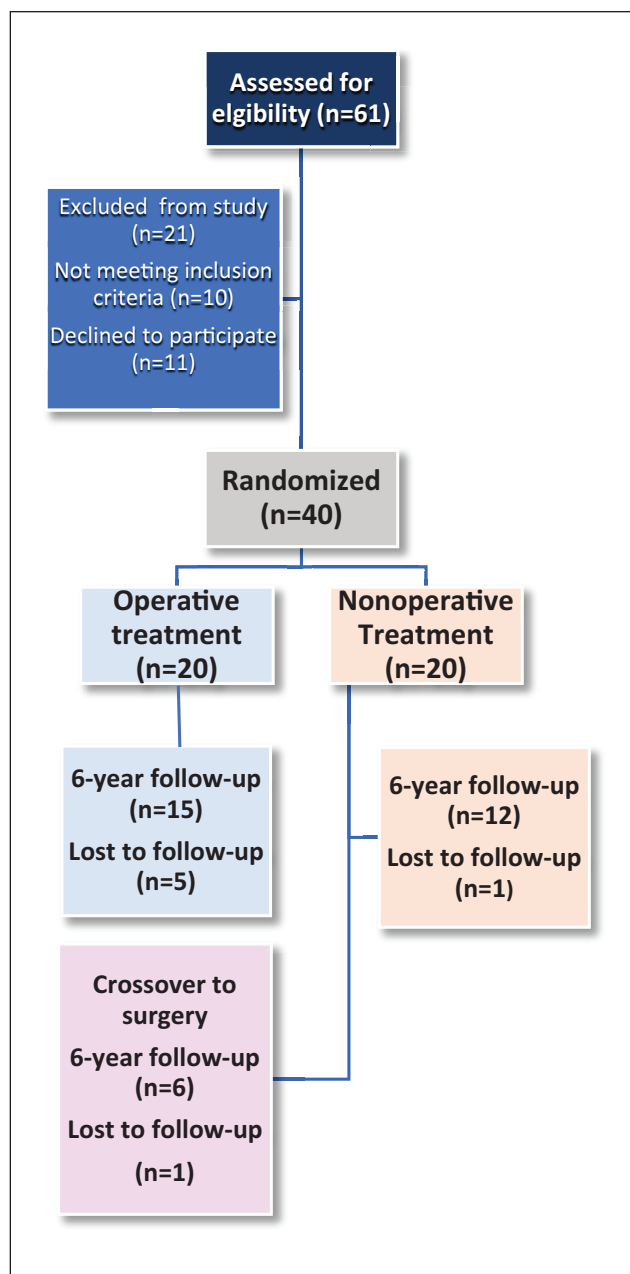 Assessed for
elgibility (n=61)
Excluded from study
(n=21)
Not meeting inclusion
criteria (n=10)
Declined to participate
(n=11)
Randomized
(n=40)
Operative
treatment
(n=20)
Nonoperative
Treatment
(n=20)
6-year follow-up
(n=15)
Lost to follow-up
(n=5)
6-year follow-up
(n=12)
Lost to follow-up
(n=1)
Crossover to
surgery
6-year follow-up
(n=6)
Lost to follow-up
(n=1)